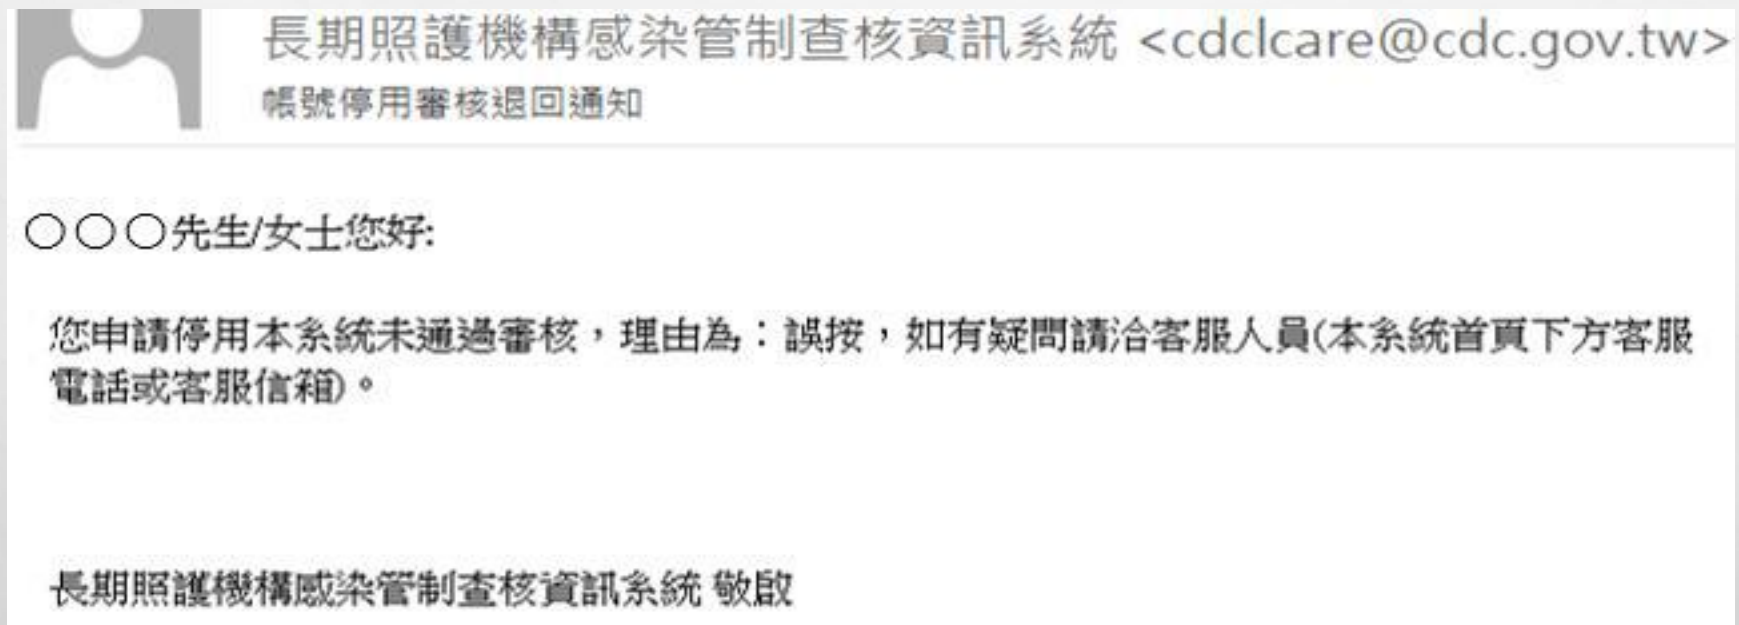 長期照護機構感染管制查核資訊系統 <cdclcare@cdc.gov.tw>
帳號停用審核退回通知
○○○先生/女士您好:
您申請停用本系統未通過審核，理由為：誤按，如有疑問請洽客服人員(本系統首頁下方客服
電話或客服信箱)。
長期照護機構感染管制查核資訊系統 敬啟